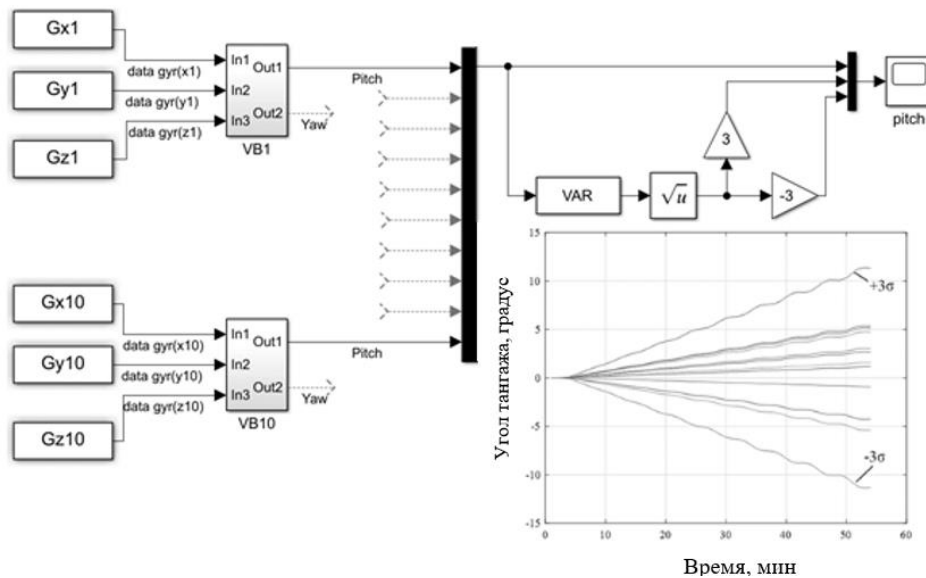 Gx1
data gyr(x1)
Gy1
data gyr(y1)
Gz1
data gyr(z1)
In1
In2
In3
Out1
Out2
VB1
Pitch
Yaw
Gx10
data gyr(x10)
Gy10
data gyr(y10)
Gz10
data gyr(z10)
In1
In2
In3
Out1
Out2
VB10
Pitch
Yaw
VAR
√u
3
-3
pitch
Угол тангажа, градус
15
10
5
0
-5
-10
-15
+3σ
-3σ
0
10
20
30
40
50
60
Время, мин